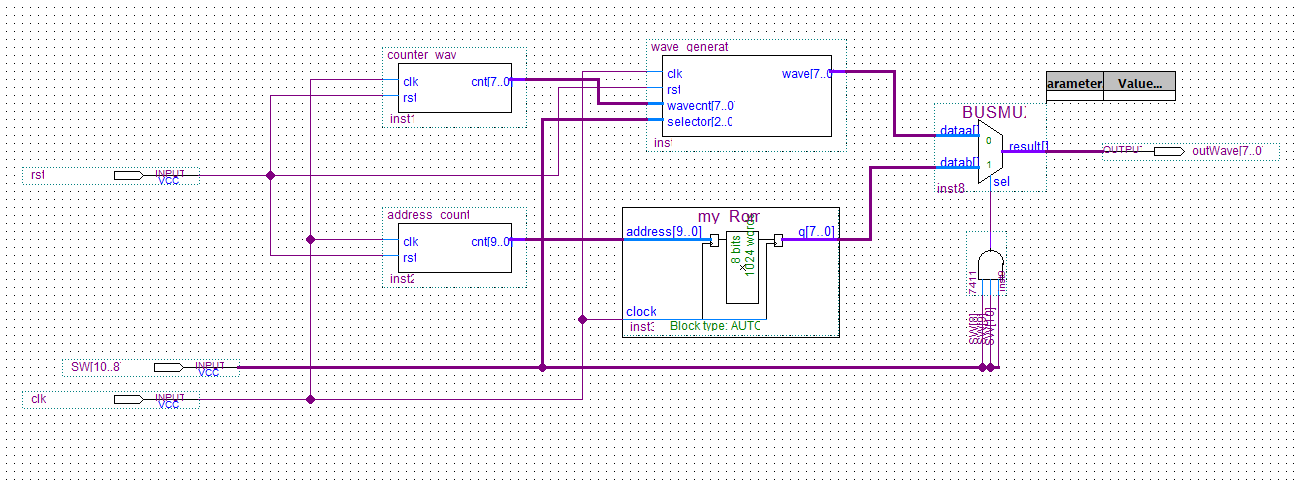 counter_wav
clk
rst
cnt[7..0]
inst1
wave_generat
clk
rst
wavecnt[7..0]
selector[2..0]
wave[7..0]
ins
arameter
Value...
BUSMU.
dataa[]
datab[]
0
1
result[]
sel
inst8
OUTPUT
outWave[7..0]
rst
INPUT
VCC
address_count
clk
rst
cnt[9..0]
inst2
my_Rom
address[9..0]
q[7..0]
8 bits
1024 words
clock
inst3
Block type: AUTO
7411
inst9
SW[8]
SW[9]
SW[10]
SW[10..8]
INPUT
VCC
clk
INPUT
VCC